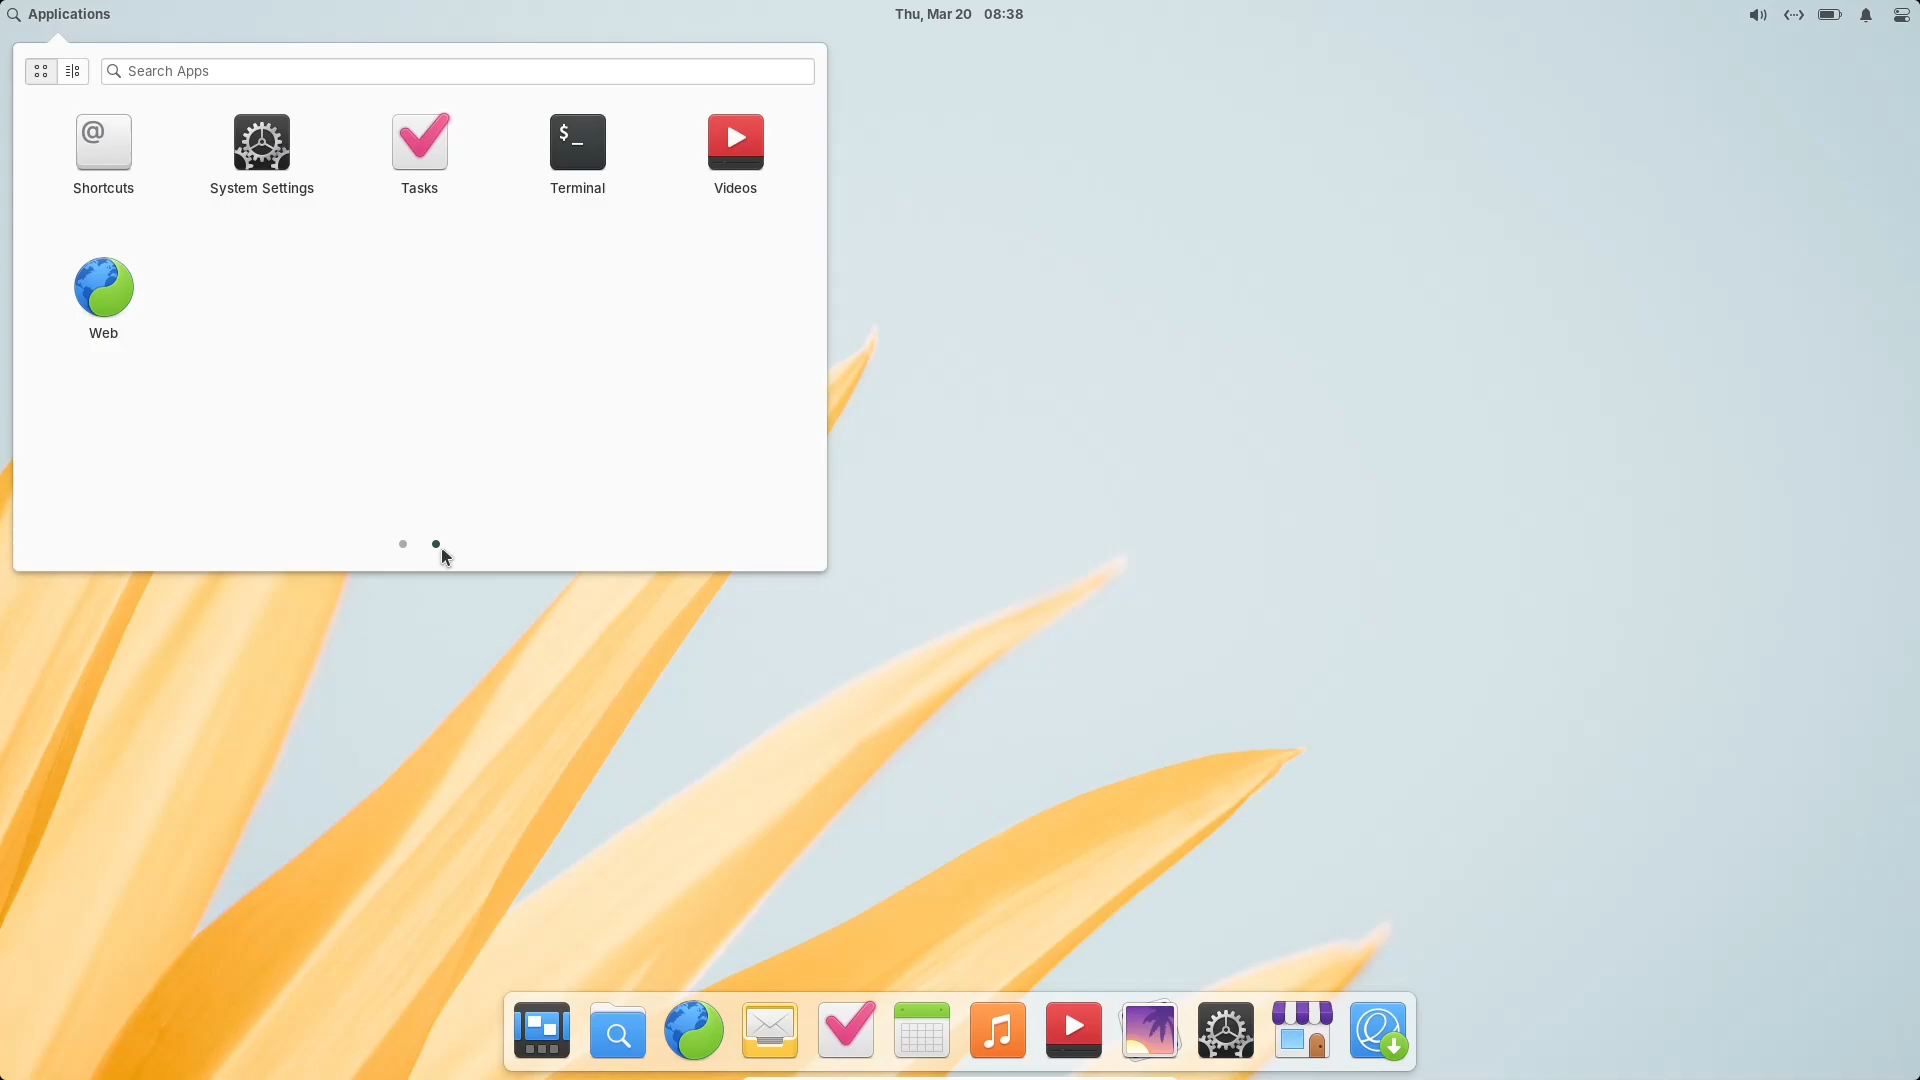 Applications
Thu, Mar 20 08:38
Search Apps
@
$_
Shortcuts
System Settings
Tasks
Terminal
Videos
Web